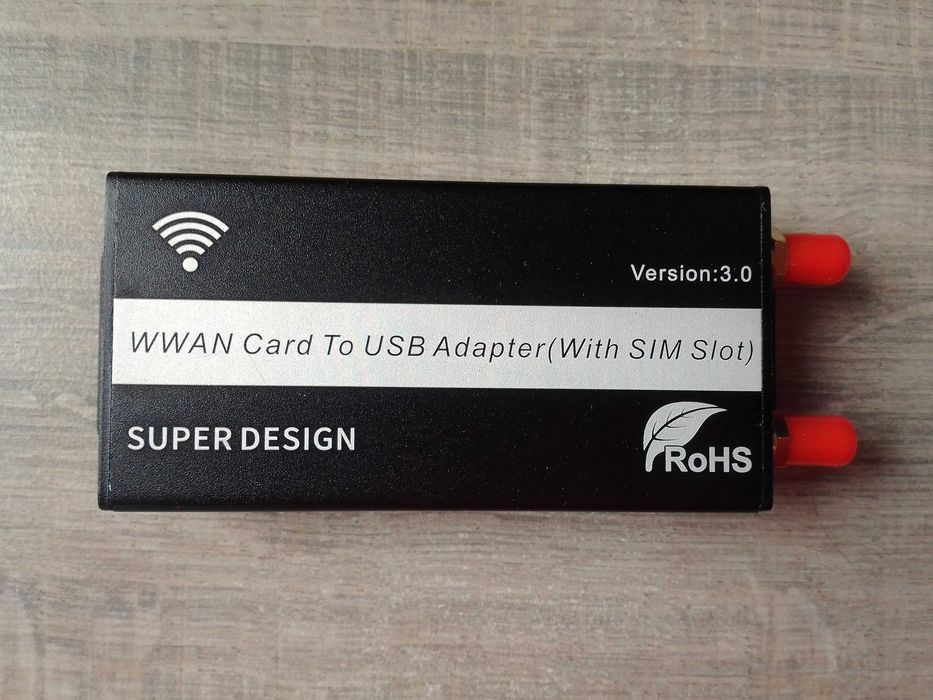 Version:3.0
WWAN Card To USB Adapter(With SIM Slot)
SUPER DESIGN
RoHS